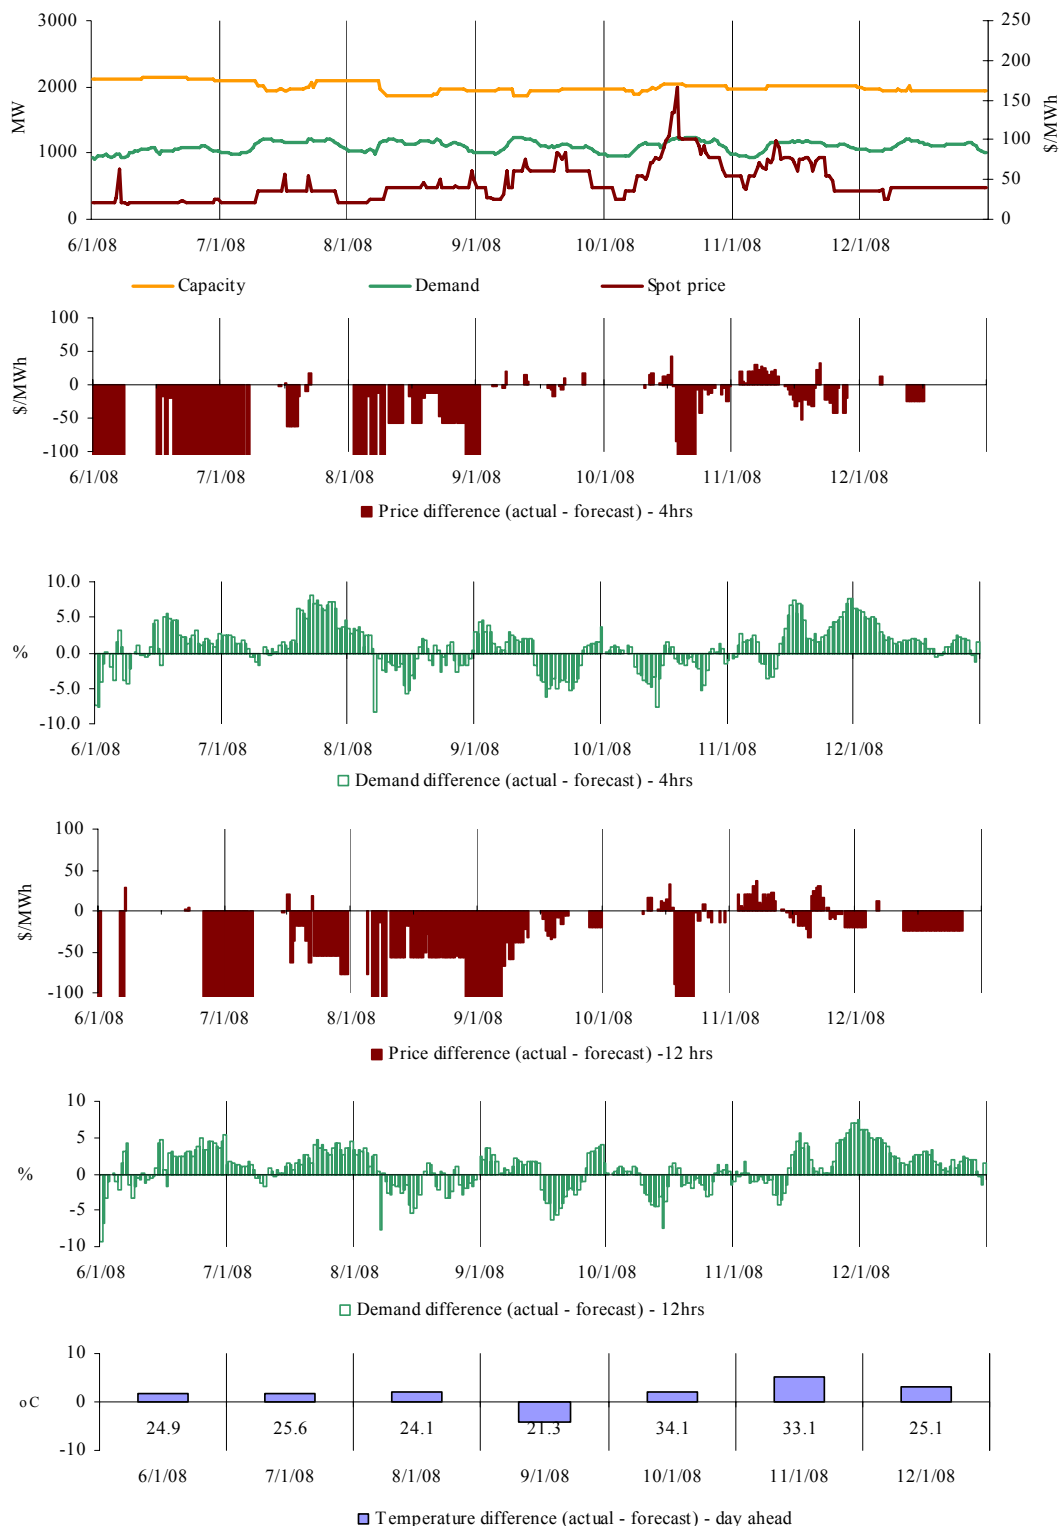 3000 250
200
2000 150
MW $/MWh
1000 100
50
0 0
6/1/08 7/1/08 8/1/08 9/1/08 10/1/08 11/1/08 12/1/08
Capacity Demand Spot price
100
50
$/MWh
0
-50
-100
6/1/08 7/1/08 8/1/08 9/1/08 10/1/08 11/1/08 12/1/08
Price difference (actual - forecast) - 4hrs
10.0
5.0
% 0.0
-5.0
-10.0
6/1/08 7/1/08 8/1/08 9/1/08 10/1/08 11/1/08 12/1/08
Demand difference (actual - forecast) - 4hrs
100
50
$/MWh
0
-50
-100
6/1/08 7/1/08 8/1/08 9/1/08 10/1/08 11/1/08 12/1/08
Price difference (actual - forecast) -12 hrs
10
5
% 0
-5
-10
6/1/08 7/1/08 8/1/08 9/1/08 10/1/08 11/1/08 12/1/08
Demand difference (actual - forecast) - 12hrs
10
oC 0
24.9 25.6 24.1 21.3 34.1 33.1 25.1
-10
6/1/08 7/1/08 8/1/08 9/1/08 10/1/08 11/1/08 12/1/08
Temperature difference (actual - forecast) - day ahead